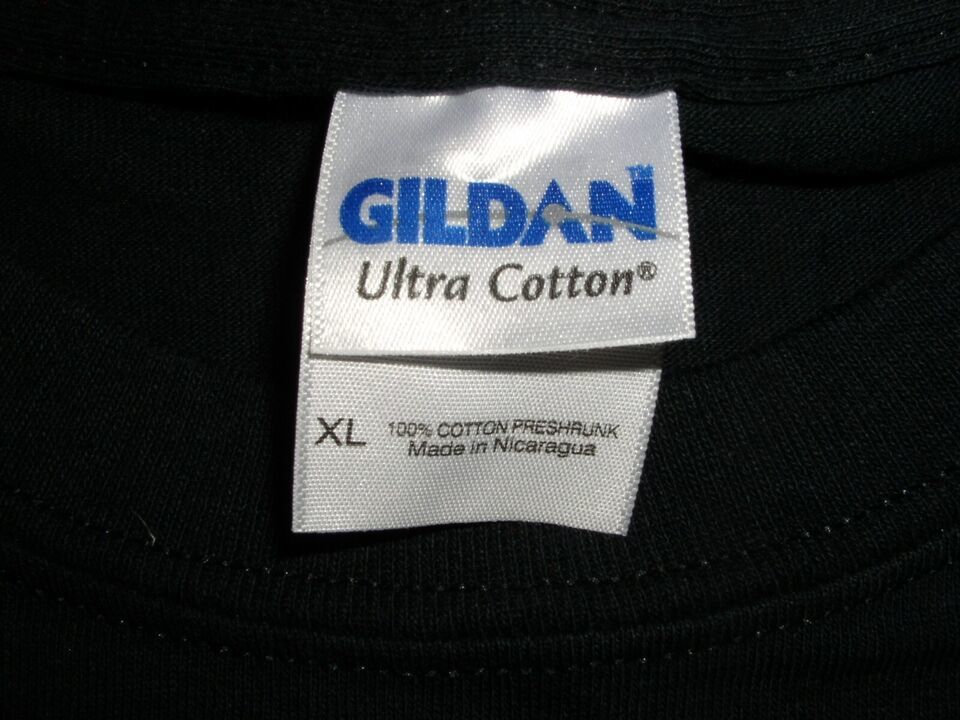 GILDAN
Ultra Cotton®
XL
100% COTTON PRESHRUNK
Made in Nicaragua